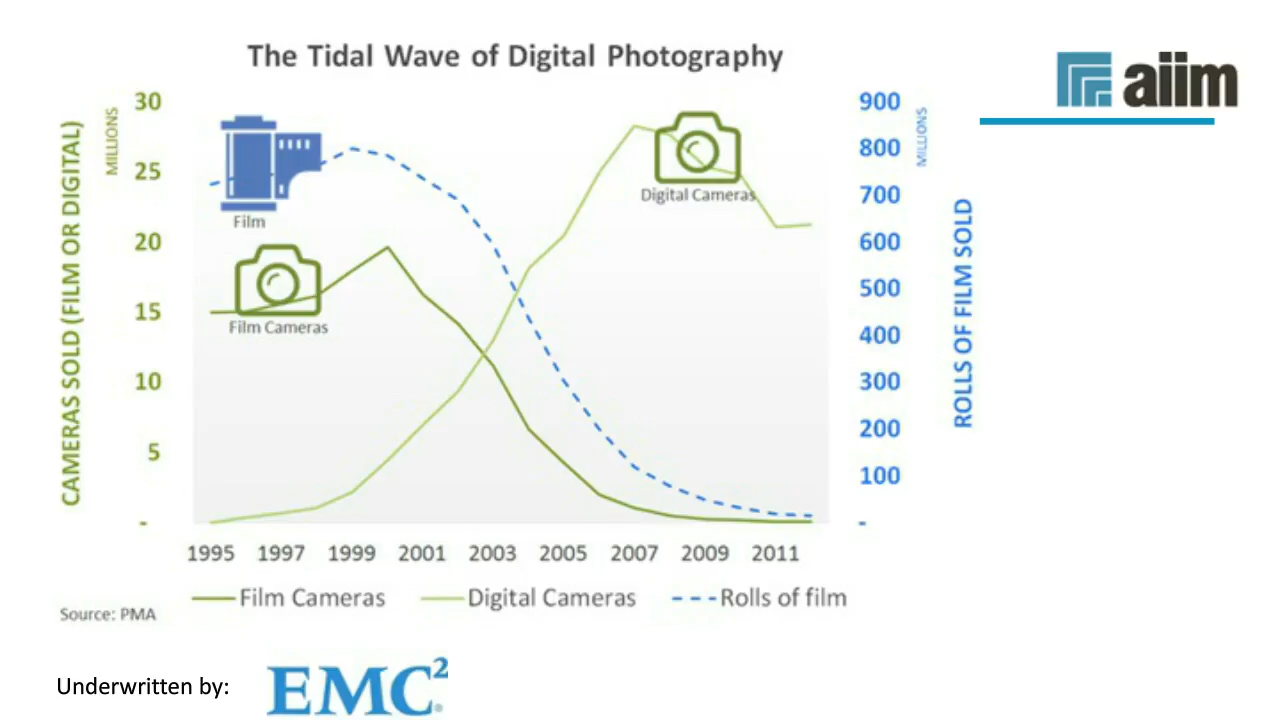 The Tidal Wave of Digital Photography
aiim
CAMERAS SOLD (FILM OR DIGITAL)
MILLIONS
30
25
20
15
10
5
-
Film
Film Cameras
Digital Cameras
900
800
700
600
500
400
300
200
100
-
MILLIONS
ROLLS OF FILM SOLD
1995 1997 1999 2001 2003 2005 2007 2009 2011
Film Cameras Digital Cameras Rolls of film
Source: PMA
Underwritten by:
EMC²